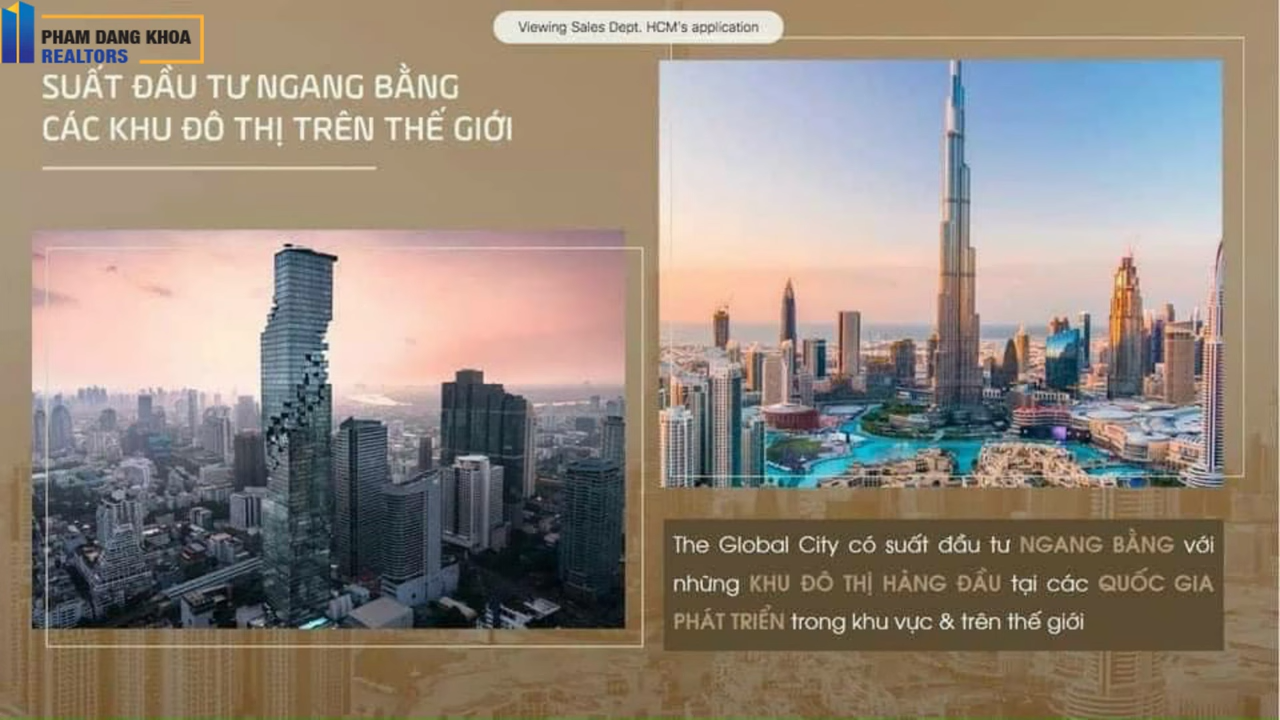 PHAM DANG KHOA
REALTORS
Viewing Sales Dept. HCM's application
SUẤT ĐẦU TƯ NGANG BẰNG
CÁC KHU ĐÔ THỊ TRÊN THẾ GIỚI
The Global City có suất đầu tư NGANG BẰNG với
những KHU ĐÔ THỊ HÀNG ĐẦU tại các QUỐC GIA
PHÁT TRIỂN trong khu vực & trên thế giới